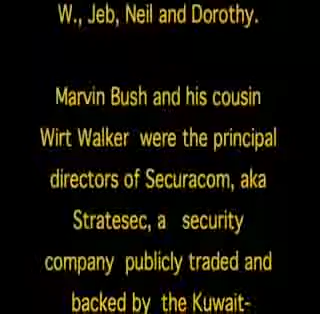 W., Jeb, Neil and Dorothy.
Marvin Bush and his cousin
Wirt Walker were the principal
directors of Securacom, aka
Stratesec, a security
company publicly traded and
backed by the Kuwait-